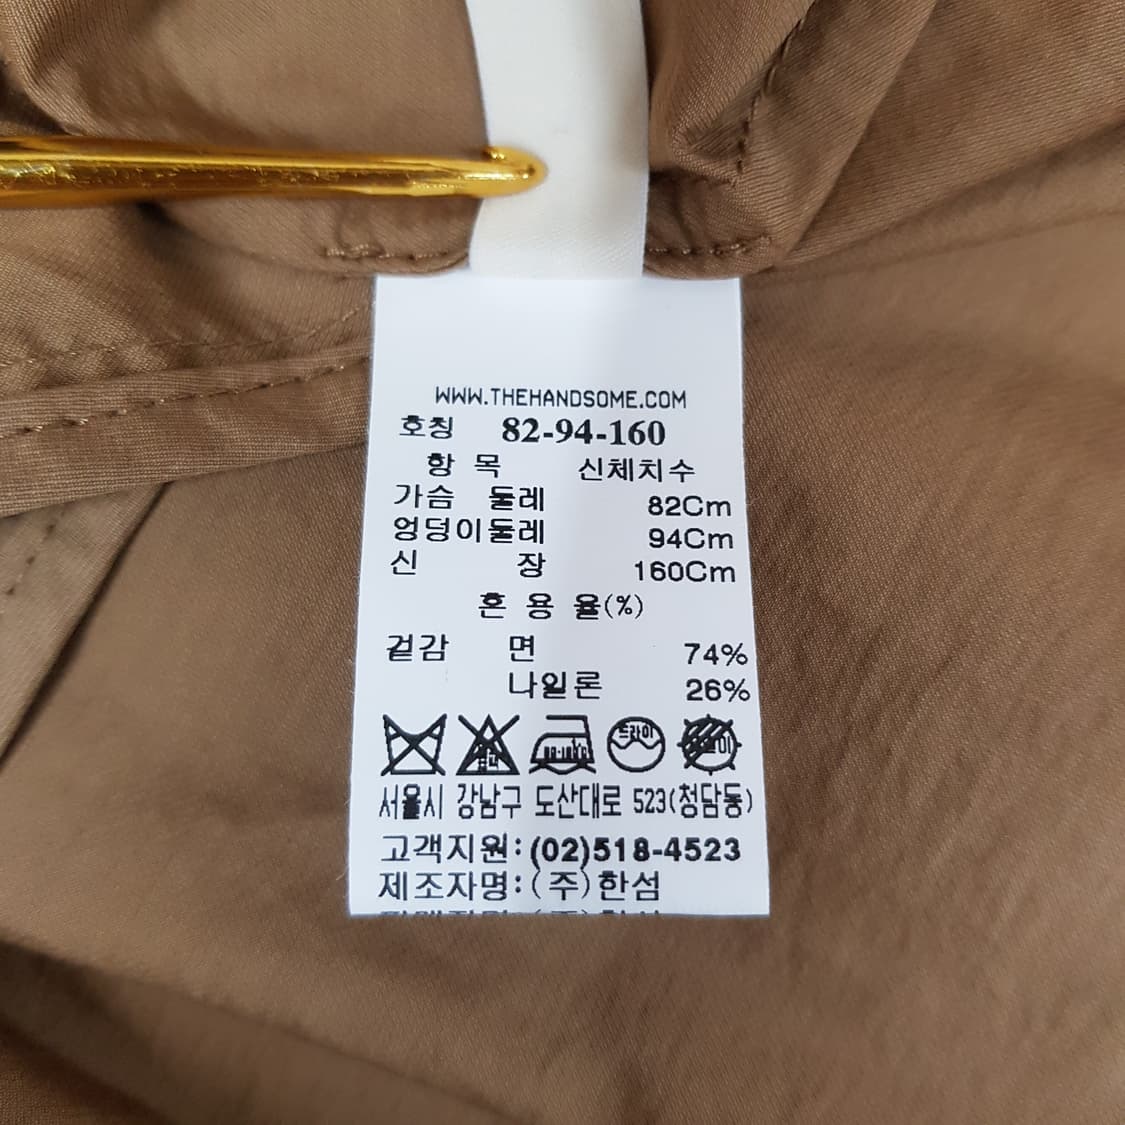 WWW.THEHANDSOME.COM
호칭 82-94-160
항 목 신체치수
가슴 둘레 82Cm
엉덩이둘레 94Cm
신 장 160Cm
혼 용 율(%)
겉감 면 74%
나일론 26%
드라이
서울시 강남구 도산대로 523(청담동)
고객지원:(02)518-4523
제조자명:(주)한섬